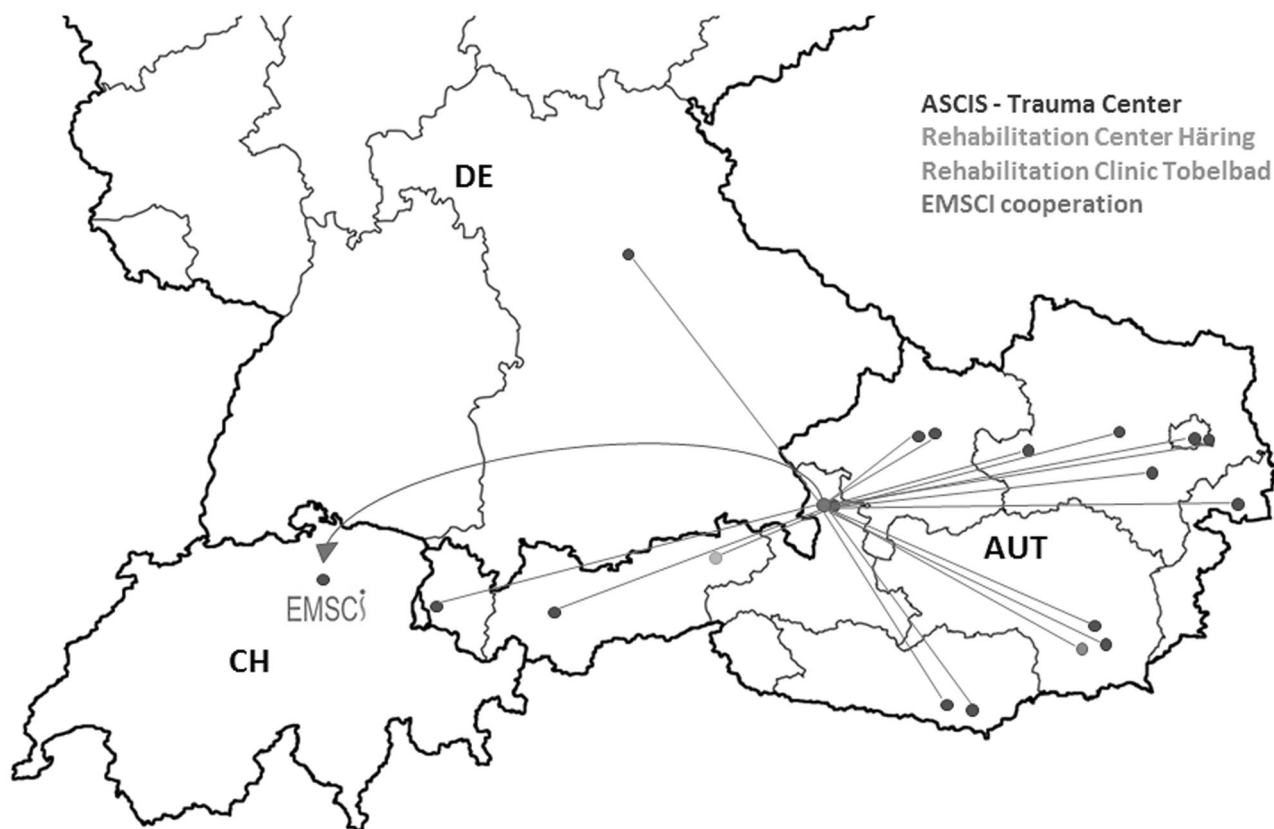 ASCIS - Trauma Center
Rehabilitation Center Häring
Rehabilitation Clinic Tobelbad
EMSCI cooperation
DE
AUT
EMSCi
CH